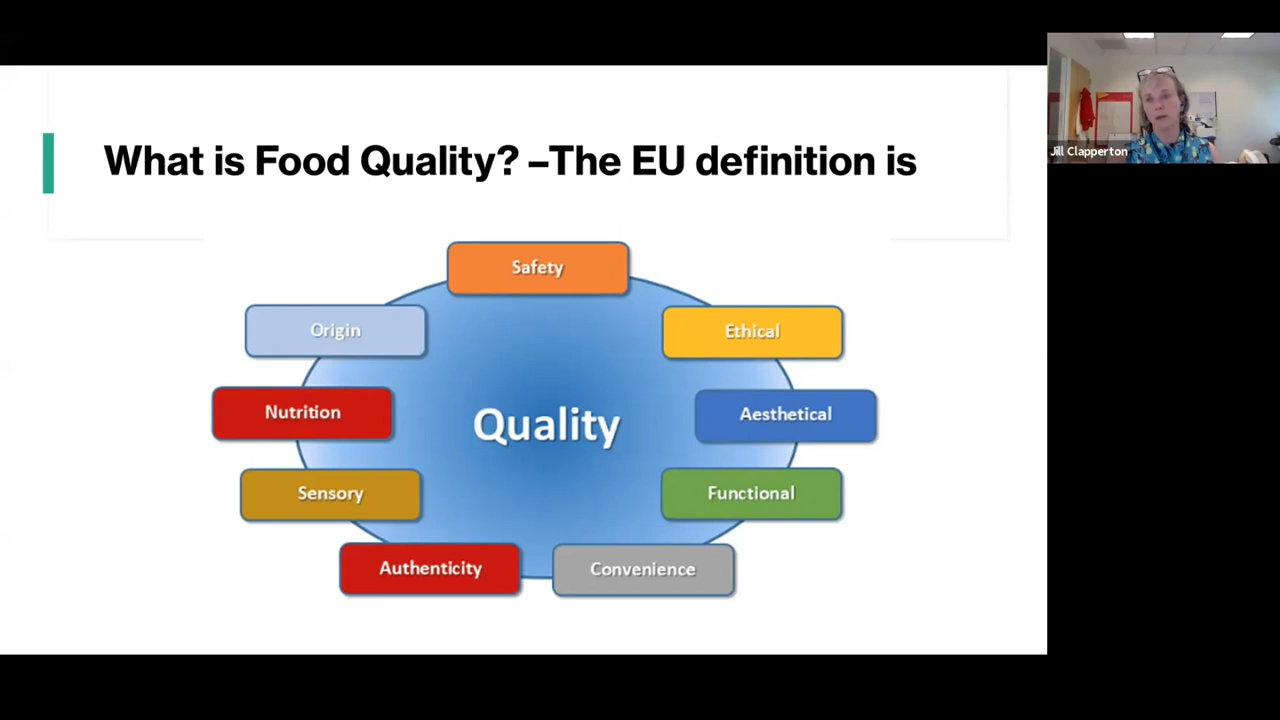 What is Food Quality? –The EU definition is
Jill Clapperton
Safety
Origin
Ethical
Nutrition
Aesthetical
Quality
Sensory
Functional
Authenticity
Convenience